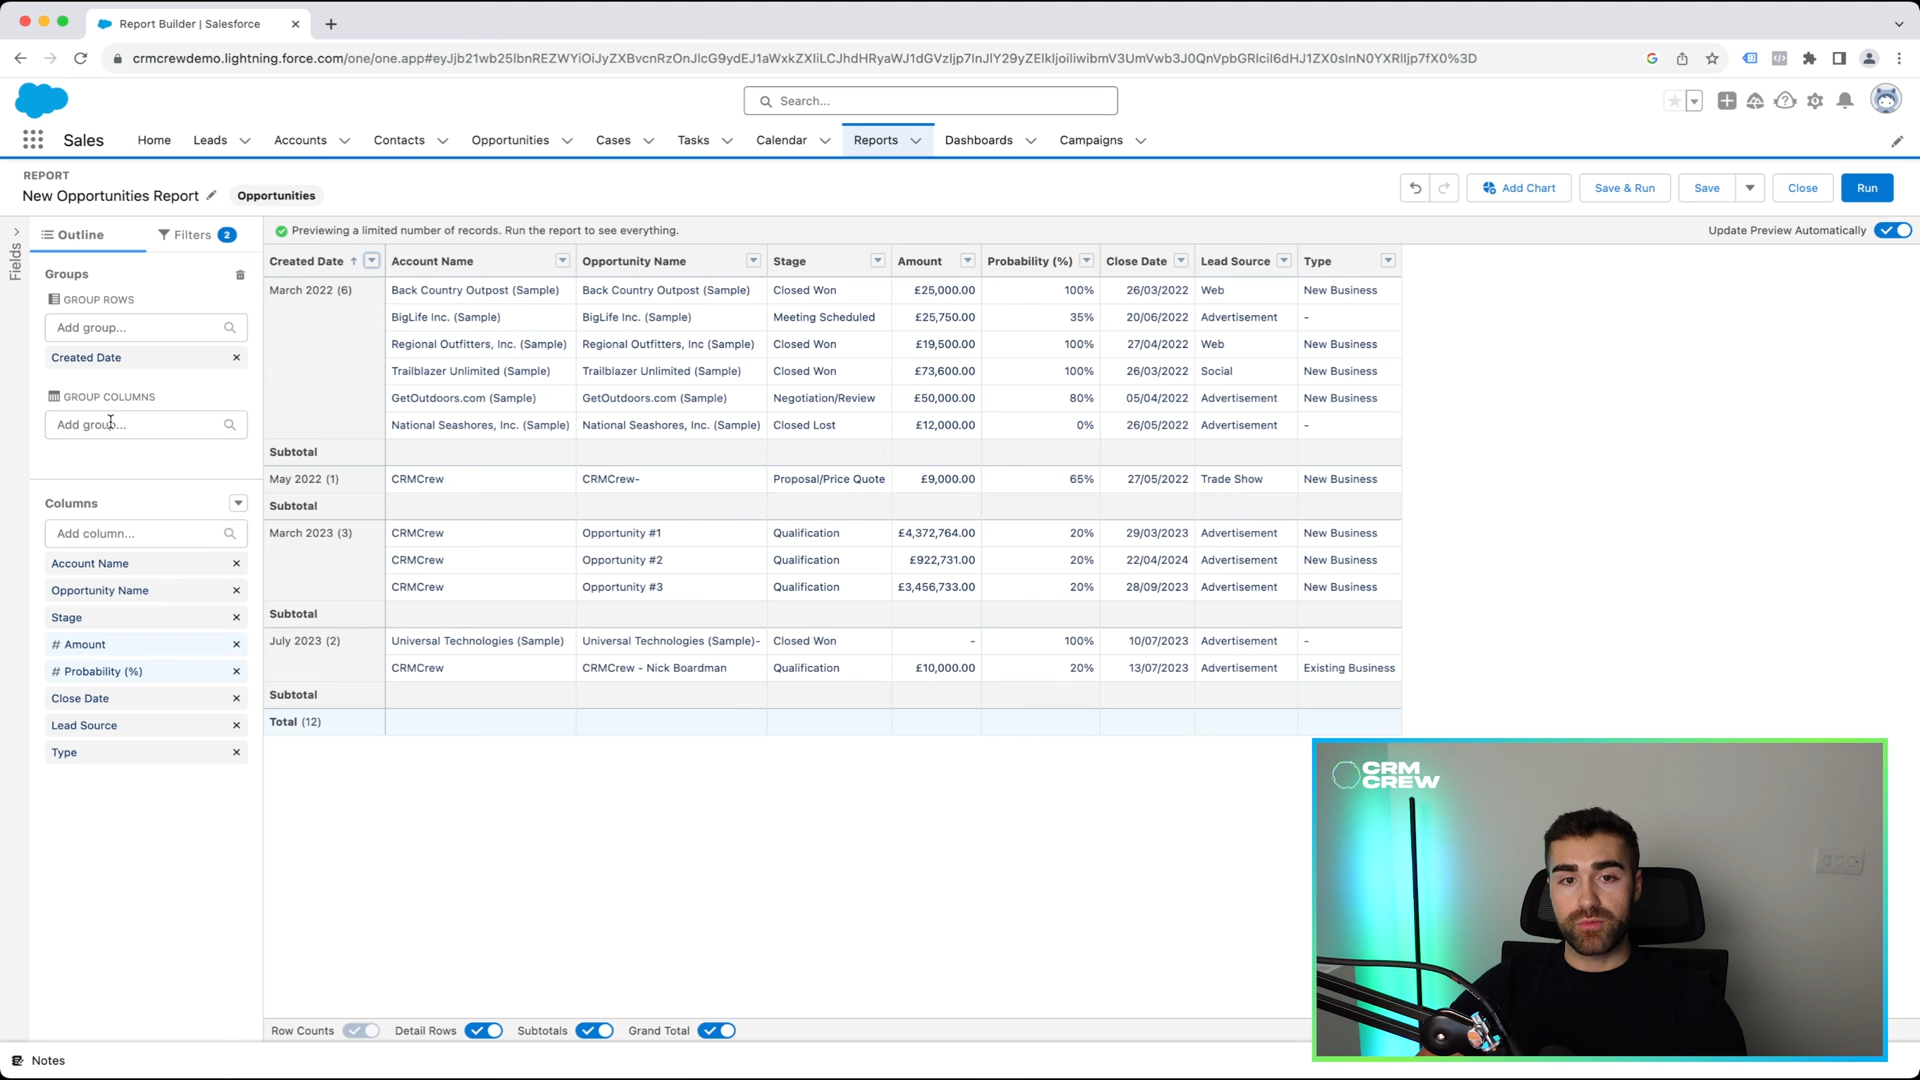 Report Builder | Salesforce
crmcrewdemo.lightning.force.com/one/one.app#eyJjb21wb25lbnREZWYiOiJyZXBvcnRzOnJlcG9ydEJ1aWxkZXIiLCJhdHRyaWJ1dGVzIjp7InJlY29yZElkIjoiIiwibmV3UmVwb3J0QnVpbGRlciI6dHJ1ZX0sInN0YXRlIjp7fX0%3D
Search...
Sales Home Leads Accounts Contacts Opportunities Cases Tasks Calendar Reports Dashboards Campaigns
REPORT
New Opportunities Report Opportunities
Add Chart Save & Run Save Close Run
Fields
Outline Filters 2
Previewing a limited number of records. Run the report to see everything. Update Preview Automatically
Groups
GROUP ROWS
Add group...
Created Date
GROUP COLUMNS
Add group...
Columns
Add column...
Account Name
Opportunity Name
Stage
# Amount
# Probability (%)
Close Date
Lead Source
Type
Created Date ↑ Account Name Opportunity Name Stage Amount Probability (%) Close Date Lead Source Type
March 2022 (6) Back Country Outpost (Sample) Back Country Outpost (Sample) Closed Won £25,000.00 100% 26/03/2022 Web New Business
BigLife Inc. (Sample) BigLife Inc. (Sample) Meeting Scheduled £25,750.00 35% 20/06/2022 Advertisement -
Regional Outfitters, Inc. (Sample) Regional Outfitters, Inc (Sample) Closed Won £19,500.00 100% 27/04/2022 Web New Business
Trailblazer Unlimited (Sample) Trailblazer Unlimited (Sample) Closed Won £73,600.00 100% 26/03/2022 Social New Business
GetOutdoors.com (Sample) GetOutdoors.com (Sample) Negotiation/Review £50,000.00 80% 05/04/2022 Advertisement New Business
National Seashores, Inc. (Sample) National Seashores, Inc. (Sample) Closed Lost £12,000.00 0% 26/05/2022 Advertisement -
Subtotal
May 2022 (1) CRMCrew CRMCrew- Proposal/Price Quote £9,000.00 65% 27/05/2022 Trade Show New Business
Subtotal
March 2023 (3) CRMCrew Opportunity #1 Qualification £4,372,764.00 20% 29/03/2023 Advertisement New Business
CRMCrew Opportunity #2 Qualification £922,731.00 20% 22/04/2024 Advertisement New Business
CRMCrew Opportunity #3 Qualification £3,456,733.00 20% 28/09/2023 Advertisement New Business
Subtotal
July 2023 (2) Universal Technologies (Sample) Universal Technologies (Sample)- Closed Won - 100% 10/07/2023 Advertisement -
CRMCrew CRMCrew - Nick Boardman Qualification £10,000.00 20% 13/07/2023 Advertisement Existing Business
Subtotal
Total (12)
CRM
CREW
Row Counts Detail Rows Subtotals Grand Total
Notes